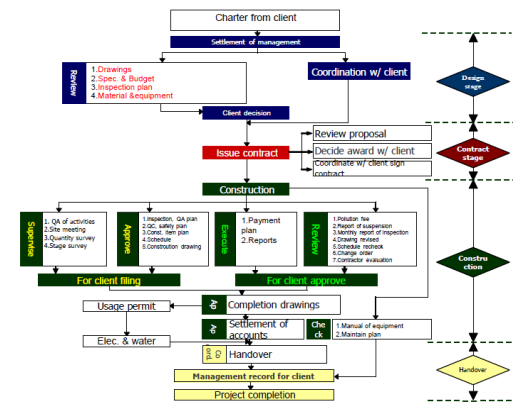 Charter from client
Settlement of management
Review
1.Drawings
2.Spec. & Budget
3.Inspection plan
4.Material &equipment
Coordination w/ client
Design
stage
Client decision
Issue contract
Review proposal
Decide award w/ client
Coordinate w/ client sign
contract
Contract
stage
Construction
Supervise
1. QA of activities
2.Site meeting
3.Quantity survey
4.Stage survey
Approve
1.Inspection, QA plan
2.QC, safety plan
3.Const. item plan
4.Schedule
5.Construction drawing
Execute
1.Payment
plan
2.Reports
Review
1.Pollution fee
2.Report of suspension
3.Monthly report of inspection
4.Drawing revised
5.Schedule recheck
6.Change order
7.Contractor evaluation
Constru
ction
For client filing
For client approve
Usage permit
Ap
Completion drawings
Ap
Settlement of
accounts
Che
ck
1.Manual of equipment
2.Maintain plan
Elec. & water
Co
ord
Handover
Handover
Management record for client
Project completion